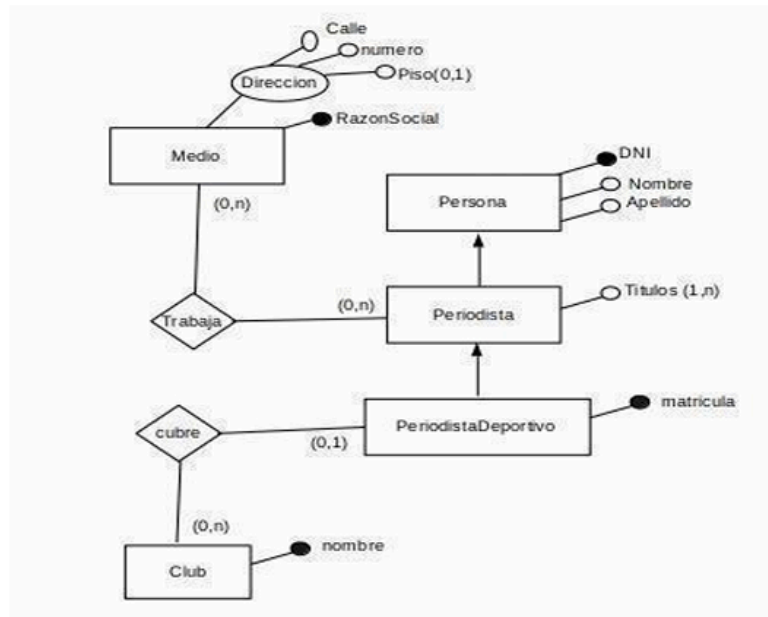 Calle
numero
Direccion
Piso(0,1)
RazonSocial
Medio
(0,n)
DNI
Persona
Nombre
Apellido
Trabaja
(0,n)
Periodista
Titulos (1,n)
cubre
(0,1)
PeriodistaDeportivo
matricula
(0,n)
Club
nombre